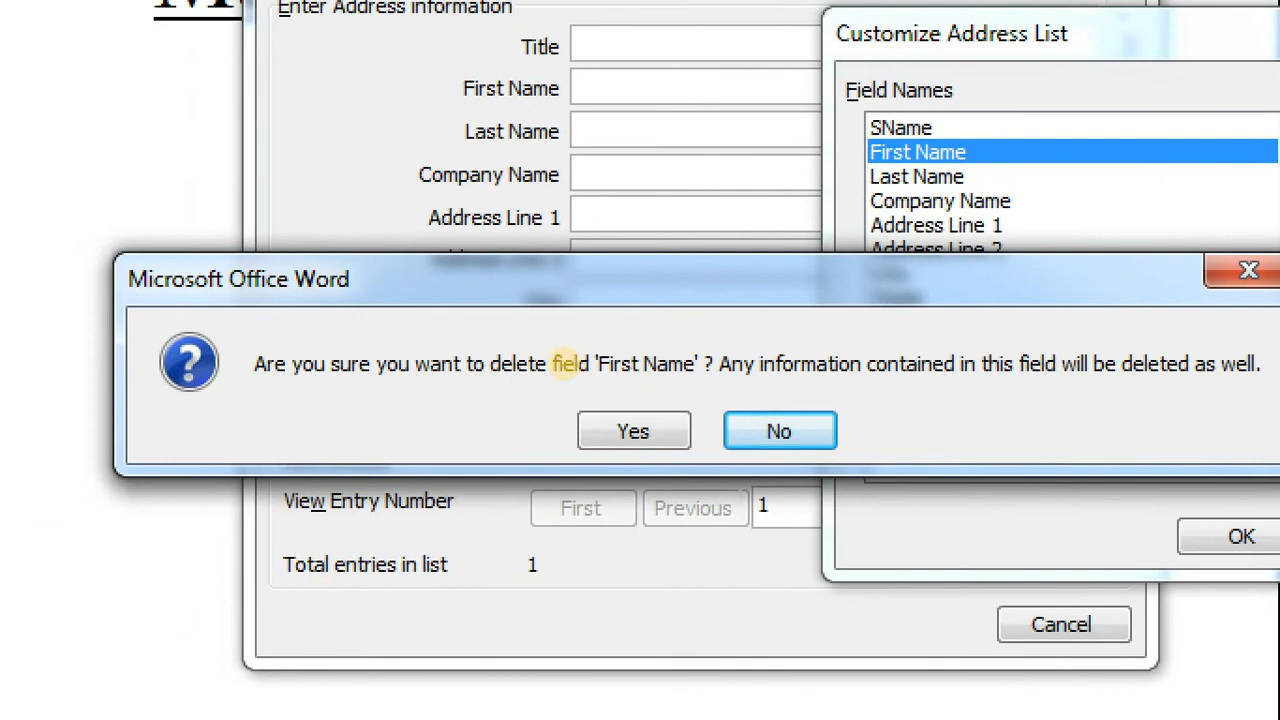 Enter Address information
Title
First Name
Last Name
Company Name
Address Line 1
Customize Address List
Field Names
SName
First Name
Last Name
Company Name
Address Line 1
Address Line 2
Microsoft Office Word
Are you sure you want to delete field 'First Name' ? Any information contained in this field will be deleted as well.
Yes
No
View Entry Number
First
Previous
1
Total entries in list
1
OK
Cancel